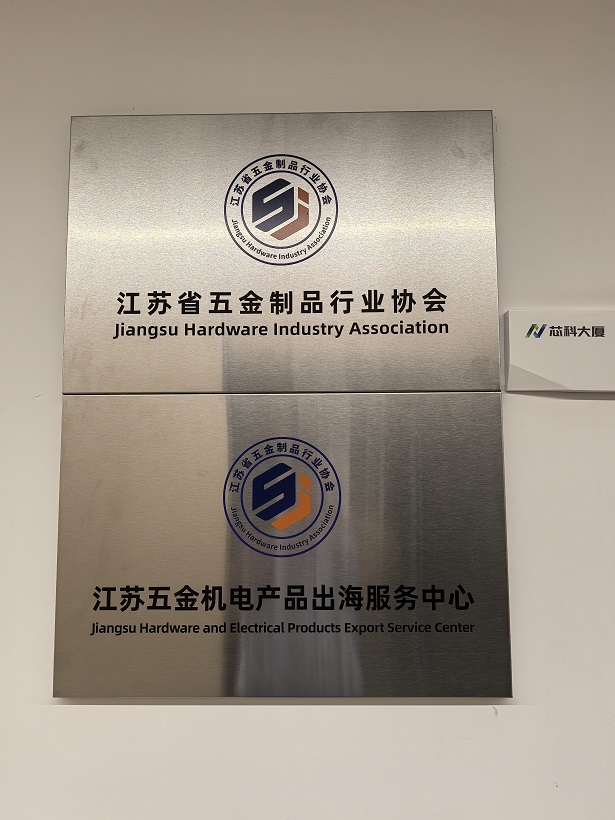 江苏省五金制品行业协会
Jiangsu Hardware Industry Association
江苏省五金制品行业协会
Jiangsu Hardware Industry Association
芯科大厦
江苏省五金制品行业协会
Jiangsu Hardware Industry Association
江苏五金机电产品出海服务中心
Jiangsu Hardware and Electrical Products Export Service Center